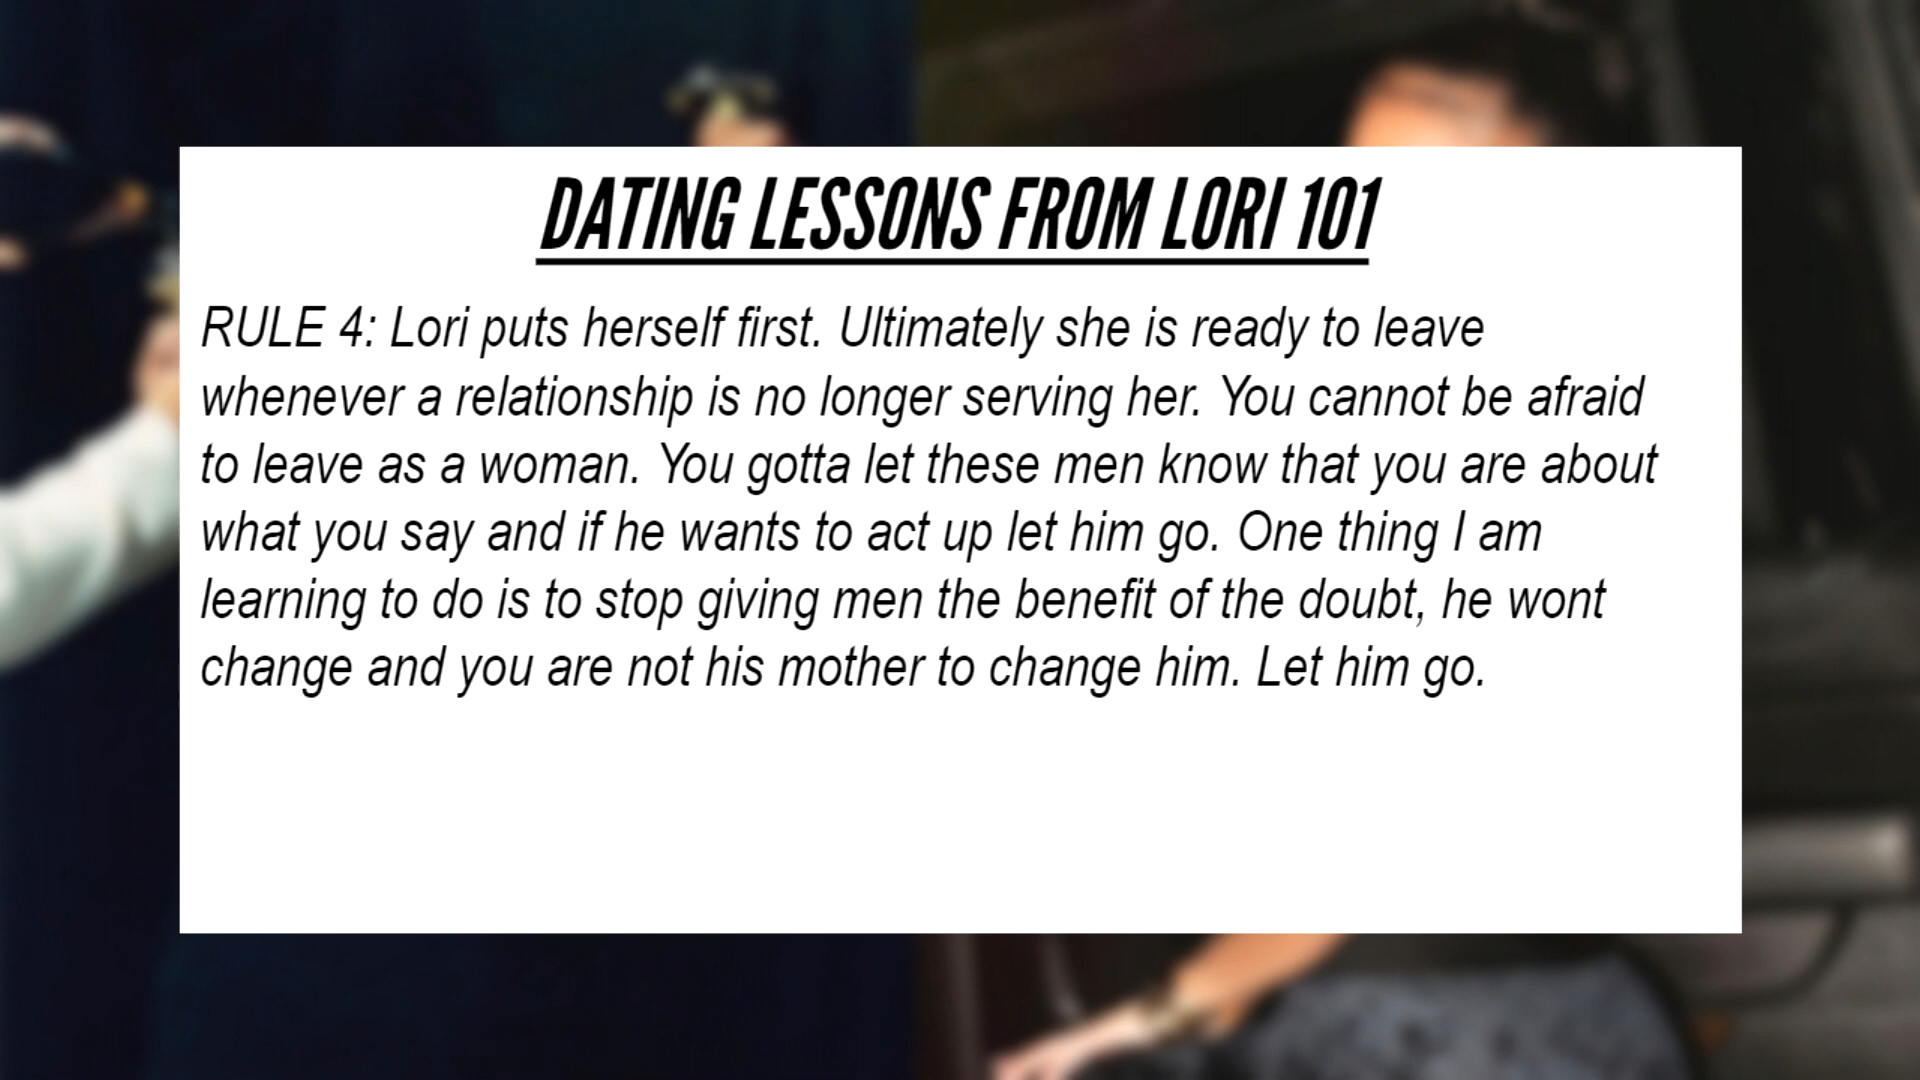 DATING LESSONS FROM LORI 101
RULE 4: Lori puts herself first. Ultimately she is ready to leave
whenever a relationship is no longer serving her. You cannot be afraid
to leave as a woman. You gotta let these men know that you are about
what you say and if he wants to act up let him go. One thing I am
learning to do is to stop giving men the benefit of the doubt, he wont
change and you are not his mother to change him. Let him go.